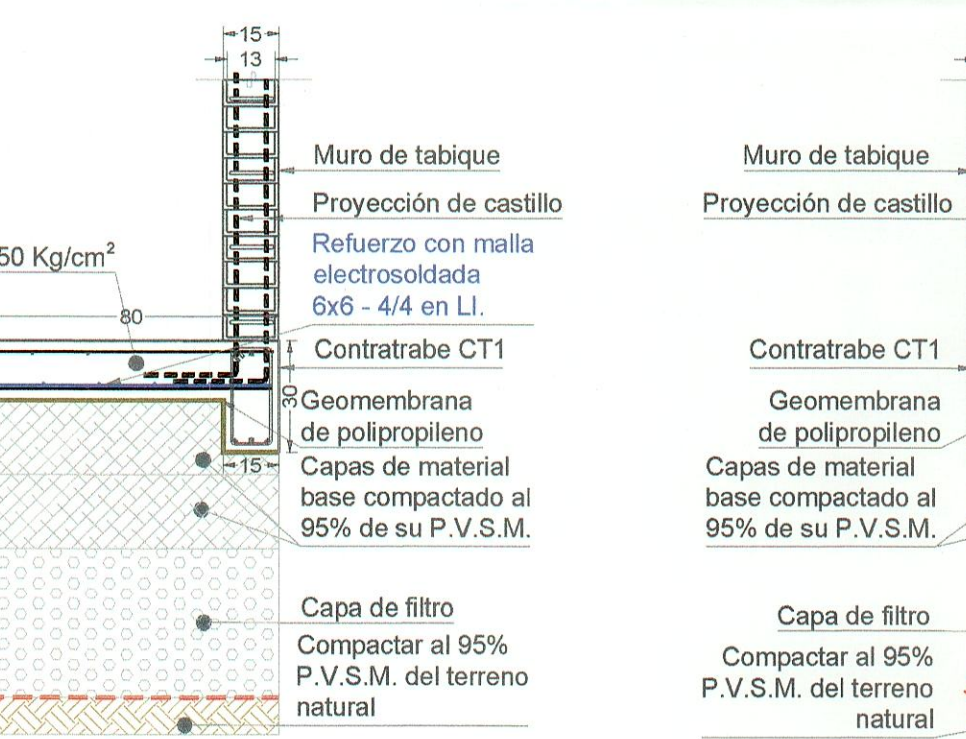 15
13
Muro de tabique
Proyección de castillo
Refuerzo con malla
electrosoldada
6x6 - 4/4 en LI.
50 Kg/cm²
80
Contratrabe CT1
30
Geomembrana
de polipropileno
15
Capas de material
base compactado al
95% de su P.V.S.M.
Capa de filtro
Compactar al 95%
P.V.S.M. del terreno
natural
Muro de tabique
Proyección de castillo
Contratrabe CT1
Geomembrana
de polipropileno
Capas de material
base compactado al
95% de su P.V.S.M.
Capa de filtro
Compactar al 95%
P.V.S.M. del terreno
natural